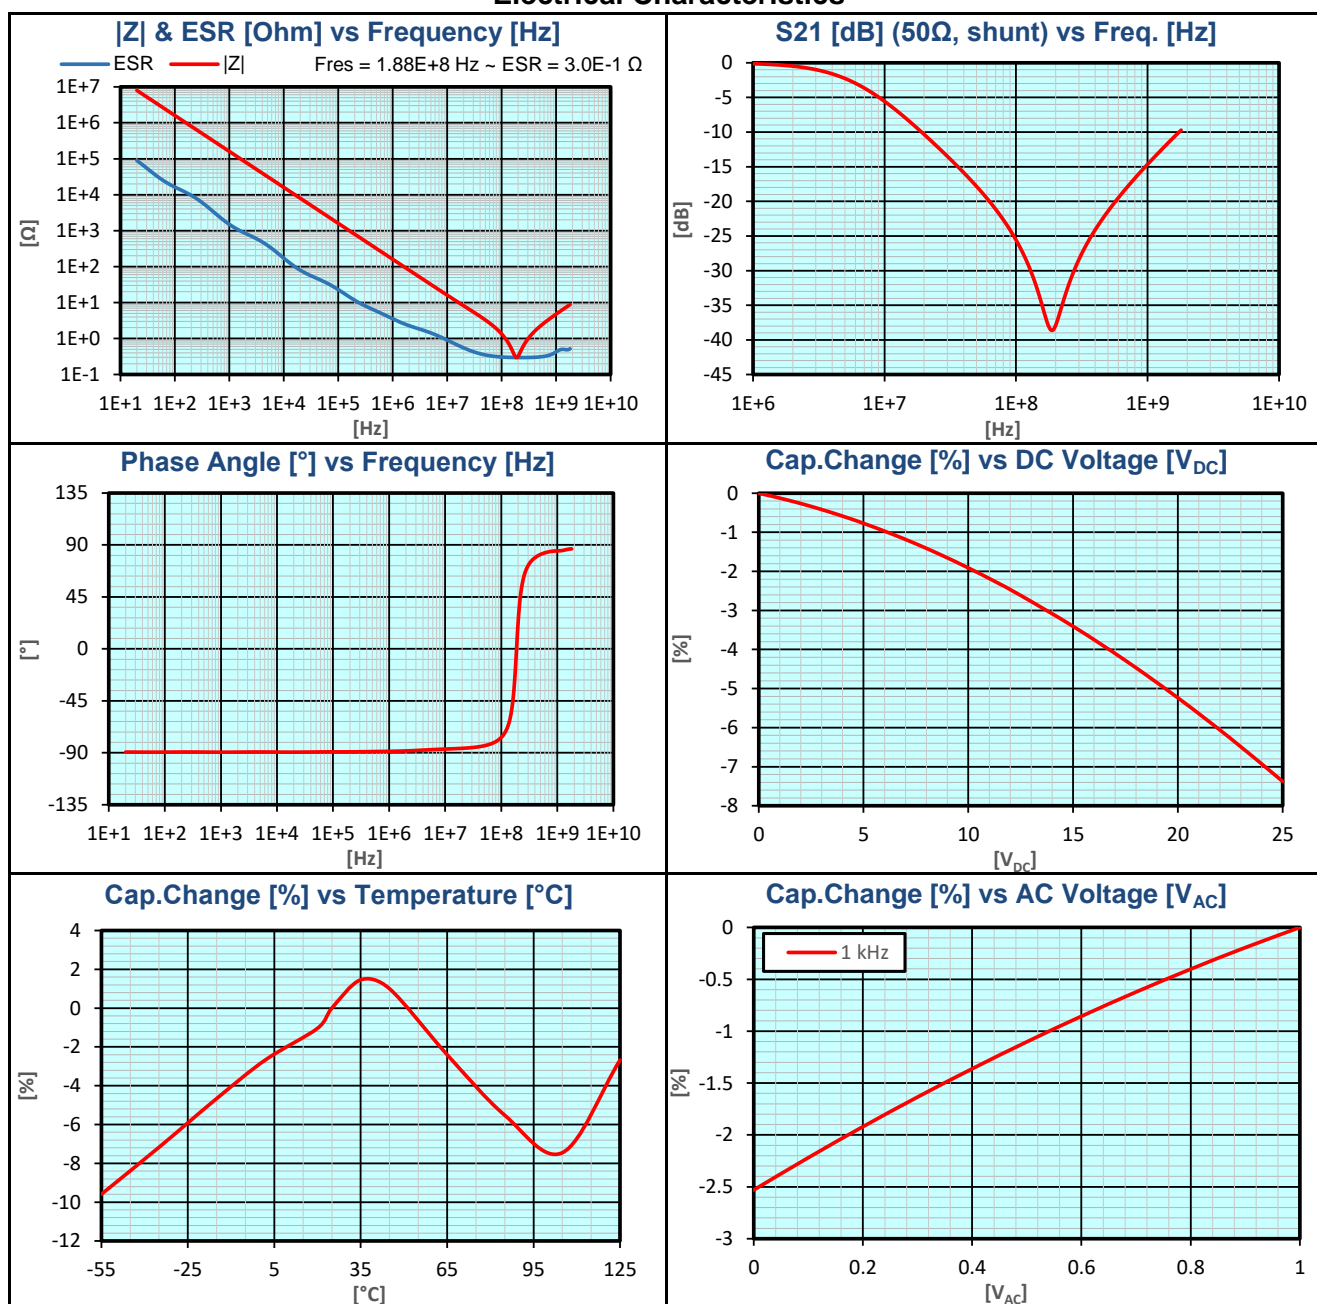 Electrical Characteristics
|Z| & ESR [Ohm] vs Frequency [Hz]
ESR |Z| Fres = 1.88E+8 Hz ~ ESR = 3.0E-1 Ω
1E+7
1E+6
1E+5
1E+4
1E+3
1E+2
1E+1
1E+0
1E-1
[Ω]
1E+1 1E+2 1E+3 1E+4 1E+5 1E+6 1E+7 1E+8 1E+9 1E+10
[Hz]
S21 [dB] (50Ω, shunt) vs Freq. [Hz]
0
-5
-10
-15
-20
-25
-30
-35
-40
-45
[dB]
1E+6 1E+7 1E+8 1E+9 1E+10
[Hz]
Phase Angle [°] vs Frequency [Hz]
135
90
45
0
-45
-90
-135
[°]
1E+1 1E+2 1E+3 1E+4 1E+5 1E+6 1E+7 1E+8 1E+9 1E+10
[Hz]
Cap.Change [%] vs DC Voltage [VDC]
0
-1
-2
-3
-4
-5
-6
-7
-8
[%]
0 5 10 15 20 25
[VDC]
Cap.Change [%] vs Temperature [°C]
4
2
0
-2
-4
-6
-8
-10
-12
[%]
-55 -25 5 35 65 95 125
[°C]
Cap.Change [%] vs AC Voltage [VAC]
1 kHz
0
-0.5
-1
-1.5
-2
-2.5
-3
[%]
0 0.2 0.4 0.6 0.8 1
[VAC]